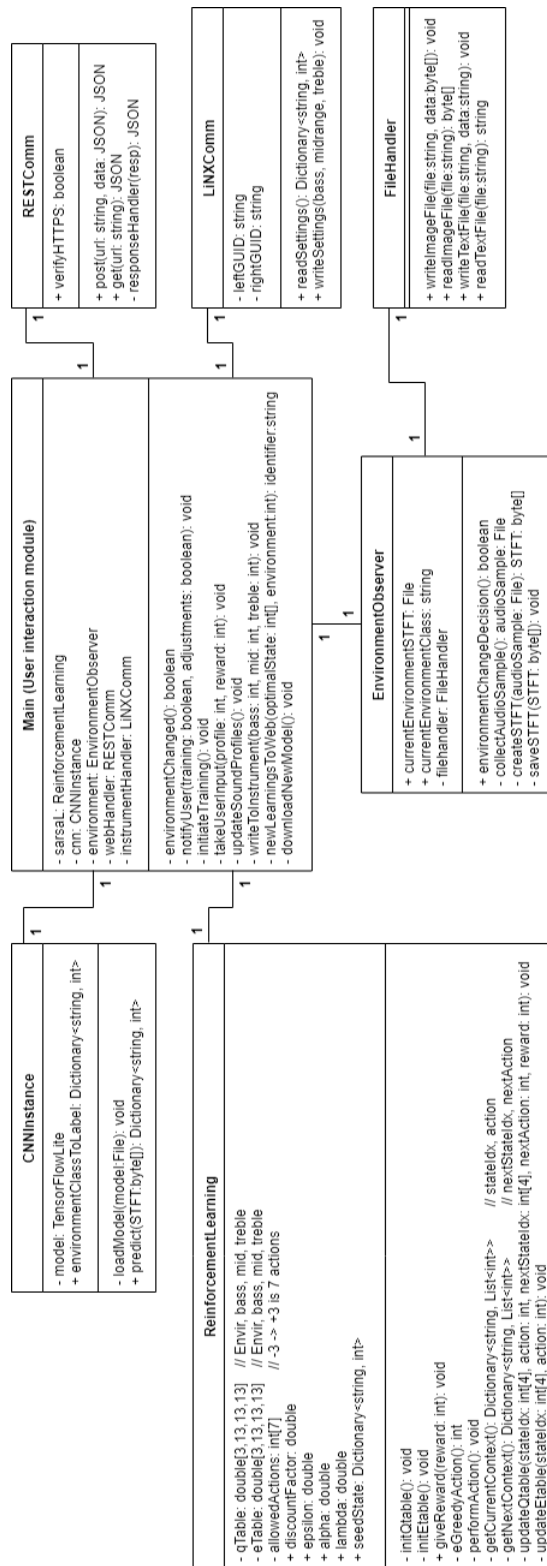 CNNInstance
- model: TensorFlowLite
+ environmentClassToLabel: Dictionary<string, int>
- loadModel(model:File): void
+ predict(STFT:byte[]): Dictionary<string, int>
1
1
Main (User interaction module)
- sarsaL: ReinforcementLearning
- cnn: CNNInstance
- environment: EnvironmentObserver
- webHandler: RESTComm
- instrumentHandler: LiNXComm
- environmentChanged(): boolean
- notifyUser(training: boolean, adjustments: boolean): void
- initiateTraining(): void
- takeUserInput(profile: int, reward: int): void
- updateSoundProfiles(): void
- writeToInstrument(bass: int, mid: int, treble: int): void
- newLearningsToWeb(optimalState: int[], environment:int): identifier:string
- downloadNewModel(): void
1
1
RESTComm
+ verifyHTTPS: boolean
+ post(url: string, data: JSON): JSON
+ get(url: string): JSON
- responseHandler(resp): JSON
ReinforcementLearning
- qTable: double[3,13,13,13] // Envir, bass, mid, treble
- eTable: double[3,13,13,13] // Envir, bass, mid, treble
- allowedActions: int[7] // -3 -> +3 is 7 actions
+ discountFactor: double
+ epsilon: double
+ alpha: double
+ lambda: double
+ seedState: Dictionary<string, int>
- initQtable(): void
- initEtable(): void
+ giveReward(reward: int): void
- eGreedyAction(): int
- performAction(): void
- getCurrentContext(): Dictionary<string, List<int>> // stateIdx, action
- getNextContext(): Dictionary<string, List<int>> // nextStateIdx, nextAction
- updateQtable(stateIdx: int[4], action: int, nextStateIdx: int[4], nextAction: int, reward: int): void
- updateEtable(stateIdx: int[4], action: int): void
1
1
1
1
LiNXComm
- leftGUID: string
- rightGUID: string
+ readSettings(): Dictionary<string, int>
+ writeSettings(bass, midrange, treble): void
1
1
EnvironmentObserver
+ currentEnvironmentSTFT: File
+ currentEnvironmentClass: string
- filehandler: FileHandler
+ environmentChangeDecision(): boolean
- collectAudioSample(): audioSample: File
- createSTFT(audioSample: File): STFT: byte[]
- saveSTFT(STFT: byte[]): void
1
1
FileHandler
+ writeImageFile(file:string, data:byte[]): void
+ readImageFile(file:string): byte[]
+ writeTextFile(file:string, data:string): void
+ readTextFile(file:string): string